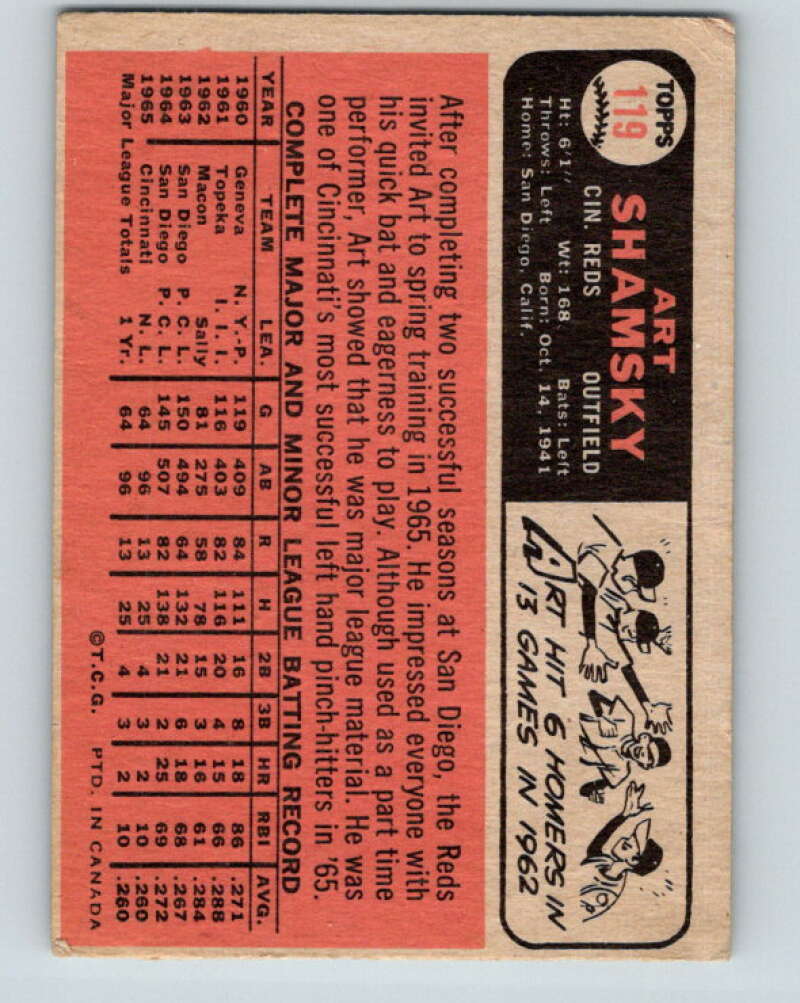 TOPPS
119
ART
SHAMSKY
CIN. REDS OUTFIELD
Ht: 6'1" Wt: 168 Bats: Left
Throws: Left Born: Oct. 14, 1941
Home: San Diego, Calif.
ART HIT 6 HOMERS IN
13 GAMES IN 1962
After completing two successful seasons at San Diego, the Reds
invited Art to spring training in 1965. He impressed everyone with
his quick bat and eagerness to play. Although used as a part time
performer, Art showed that he was major league material. He was
one of Cincinnati's most successful left hand pinch-hitters in '65.
COMPLETE MAJOR AND MINOR LEAGUE BATTING RECORD
YEAR TEAM LEA. G AB R H 2B 3B HR RBI AVG.
1960 Geneva N. Y.-P. 119 409 84 111 16 8 18 86 .271
1961 Topeka I. I. I. 116 403 82 116 20 4 15 66 .288
1962 Macon Sally 81 275 58 78 15 3 16 61 .284
1963 San Diego P. C. L. 150 494 64 132 21 6 18 68 .267
1964 San Diego P. C. L. 145 507 82 138 21 2 25 69 .272
1965 Cincinnati N. L. 64 96 13 25 4 3 2 10 .260
Major League Totals 1 Yr. 64 96 13 25 4 3 2 10 .260
©T.C.G. PTD. IN CANADA